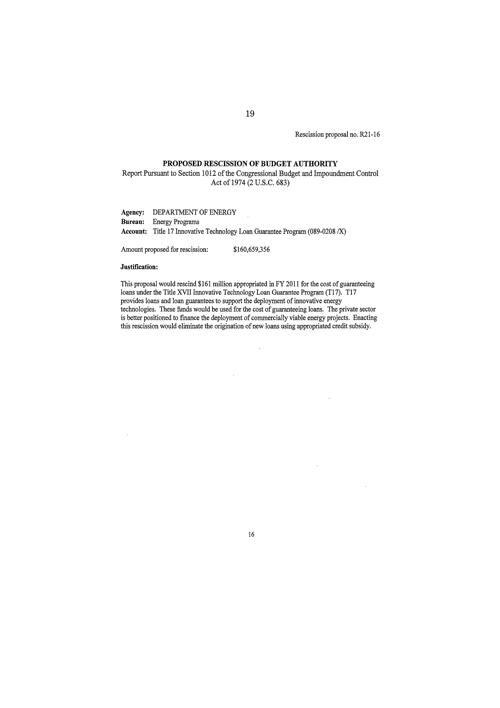 19
Rescission proposal no. R21-16
PROPOSED RESCISSION OF BUDGET AUTHORITY
Report Pursuant to Section 1012 of the Congressional Budget and Impoundment Control
Act of 1974 (2 U.S.C. 683)
Agency: DEPARTMENT OF ENERGY
Bureau: Energy Programs
Account: Title 17 Innovative Technology Loan Guarantee Program (089-0208 /X)
Amount proposed for rescission: $160,659,356
Justification:
This proposal would rescind $161 million appropriated in FY 2011 for the cost of guaranteeing
loans under the Title XVII Innovative Technology Loan Guarantee Program (T17). T17
provides loans and loan guarantees to support the deployment of innovative energy
technologies. These funds would be used for the cost of guaranteeing loans. The private sector
is better positioned to finance the deployment of commercially viable energy projects. Enacting
this rescission would eliminate the origination of new loans using appropriated credit subsidy.
16